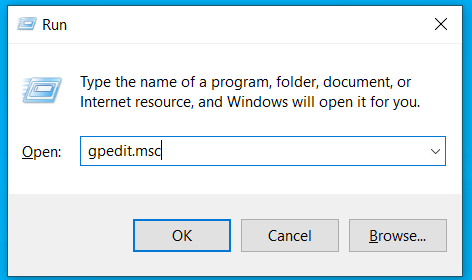 Run
Type the name of a program, folder, document, or
Internet resource, and Windows will open it for you.
Open: gpedit.msc
OK Cancel Browse...